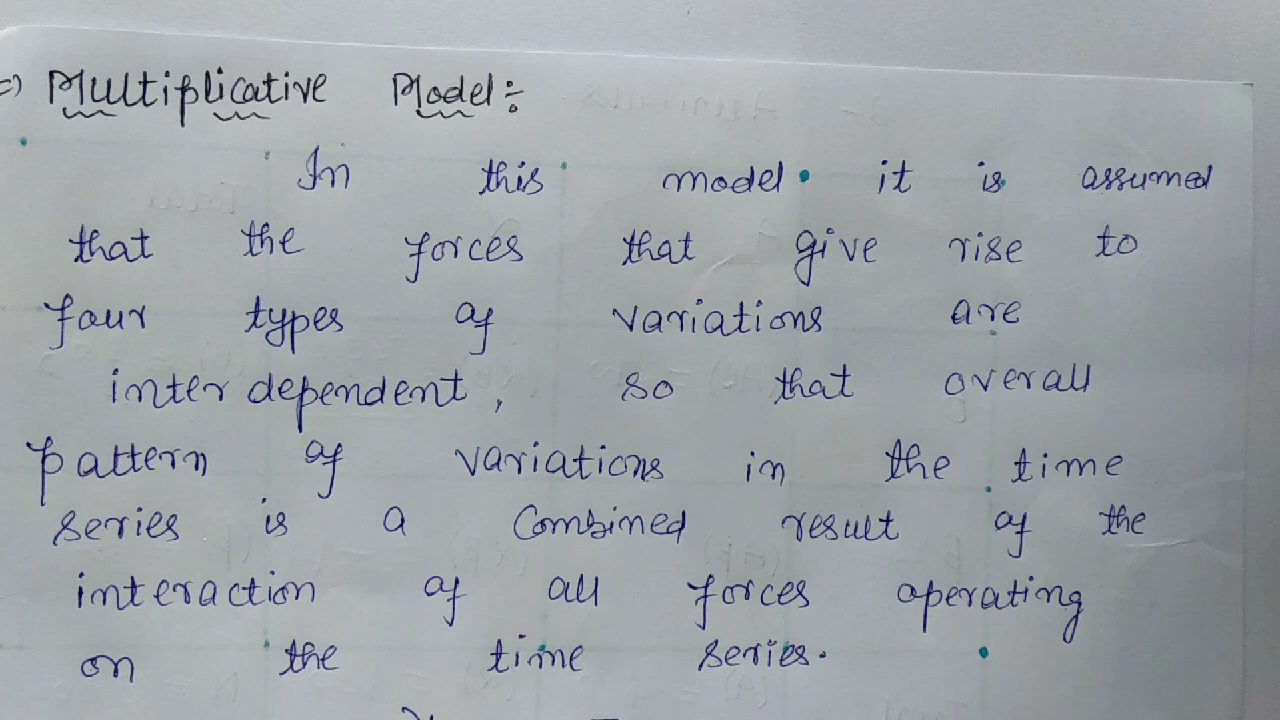 =) Multiplicative Model:-
In this model it is assumed
that the forces that give rise to
four types of variations are
inter dependent, so that overall
pattern of variations in the time
series is a Combined result of the
interaction of all forces operating
on the time series.